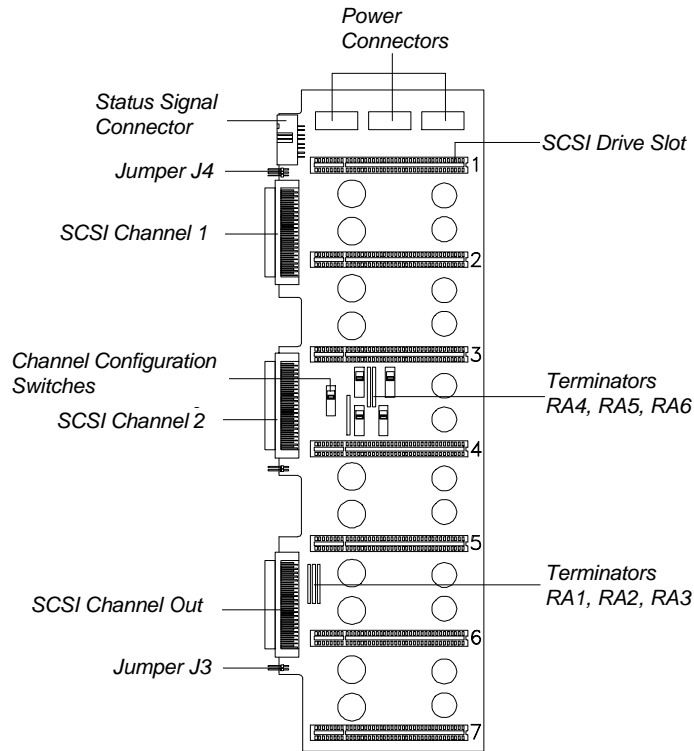 Power
Connectors
Status Signal
Connector
SCSI Drive Slot
1
Jumper J4
SCSI Channel 1
2
3
Channel Configuration
Switches
Terminators
RA4, RA5, RA6
SCSI Channel 2
4
5
Terminators
RA1, RA2, RA3
SCSI Channel Out
6
Jumper J3
7